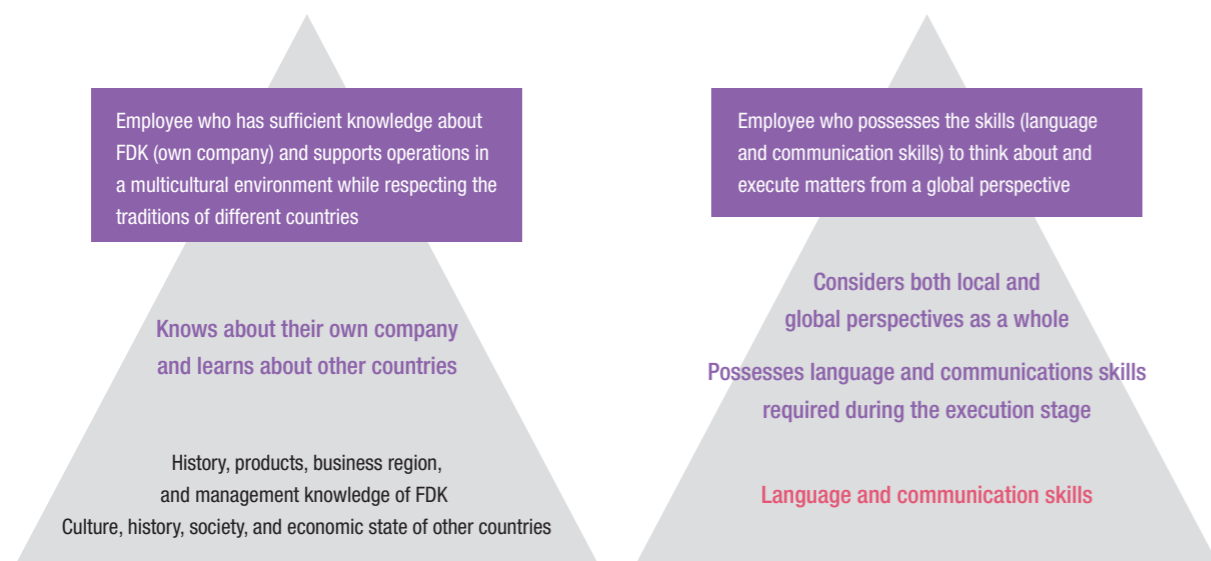 Employee who has sufficient knowledge about
FDK (own company) and supports operations in
a multicultural environment while respecting the
traditions of different countries
Knows about their own company
and learns about other countries
History, products, business region,
and management knowledge of FDK
Culture, history, society, and economic state of other countries
Employee who possesses the skills (language
and communication skills) to think about and
execute matters from a global perspective
Considers both local and
global perspectives as a whole
Possesses language and communications skills
required during the execution stage
Language and communication skills